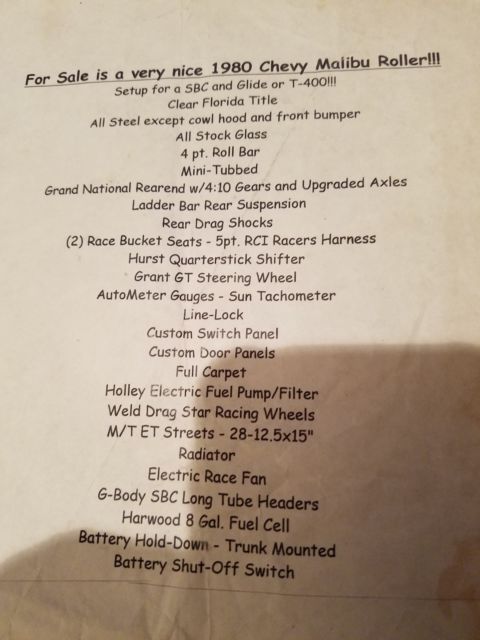 For Sale is a very nice 1980 Chevy Malibu Roller!!!
Setup for a SBC and Glide or T-400!!!
Clear Florida Title
All Steel except cowl hood and front bumper
All Stock Glass
4 pt. Roll Bar
Mini-Tubbed
Grand National Rearend w/4:10 Gears and Upgraded Axles
Ladder Bar Rear Suspension
Rear Drag Shocks
(2) Race Bucket Seats - 5pt. RCI Racers Harness
Hurst Quarterstick Shifter
Grant GT Steering Wheel
AutoMeter Gauges - Sun Tachometer
Line-Lock
Custom Switch Panel
Custom Door Panels
Full Carpet
Holley Electric Fuel Pump/Filter
Weld Drag Star Racing Wheels
M/T ET Streets - 28-12.5x15"
Radiator
Electric Race Fan
G-Body SBC Long Tube Headers
Harwood 8 Gal. Fuel Cell
Battery Hold-Down - Trunk Mounted
Battery Shut-Off Switch